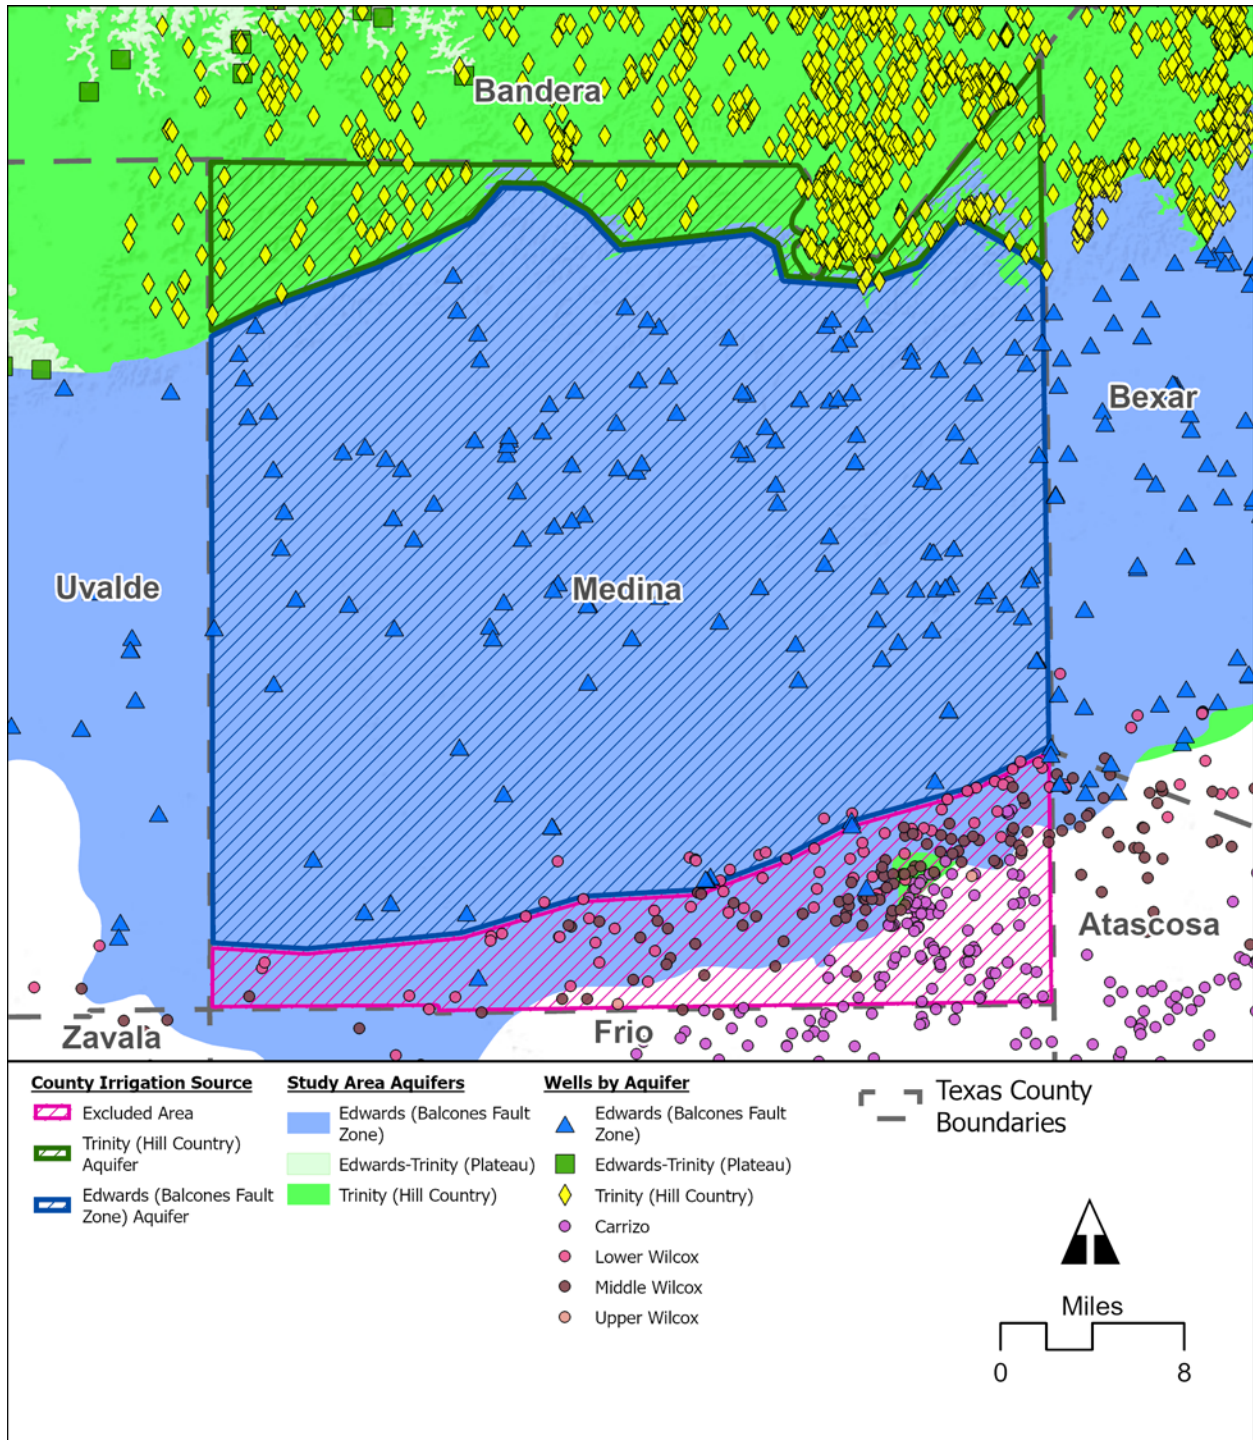 Bandera
Bexar
Uvalde
Medina
Atascosa
Zavala
Frio
County Irrigation Source
Excluded Area
Trinity (Hill Country)
Aquifer
Edwards (Balcones Fault
Zone) Aquifer
Study Area Aquifers
Edwards (Balcones Fault
Zone)
Edwards-Trinity (Plateau)
Trinity (Hill Country)
Wells by Aquifer
Edwards (Balcones Fault
Zone)
Edwards-Trinity (Plateau)
Trinity (Hill Country)
Carrizo
Lower Wilcox
Middle Wilcox
Upper Wilcox
Texas County
Boundaries
Miles
0 8